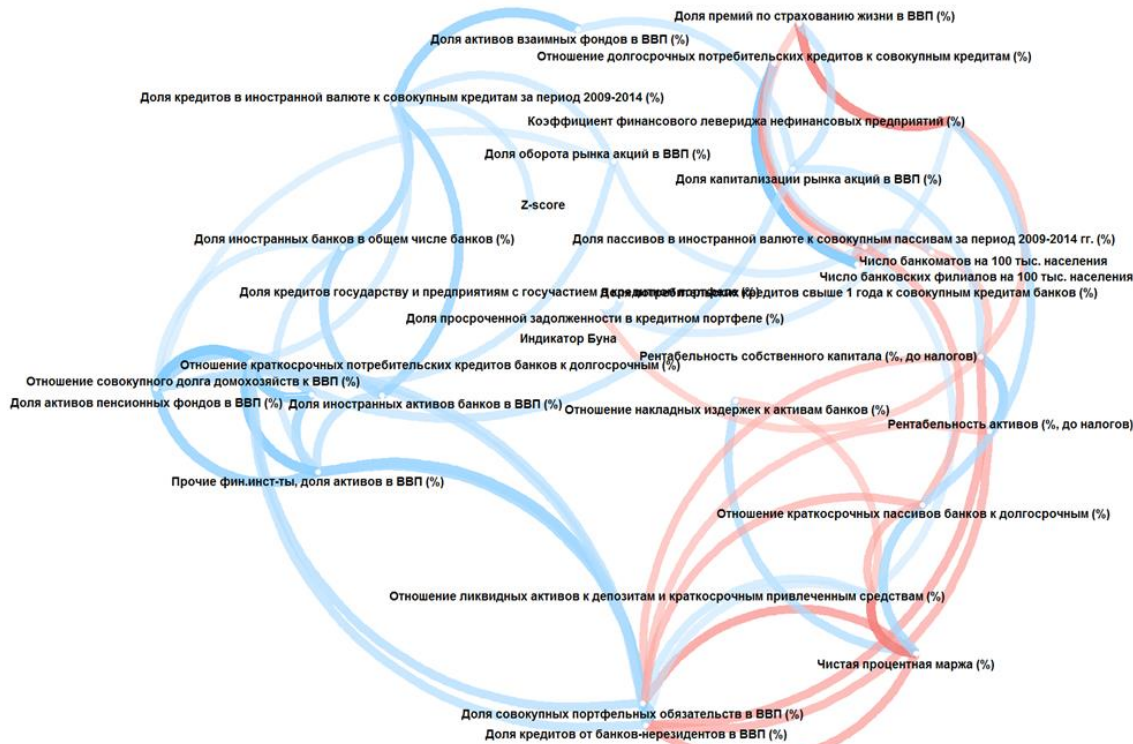 Доля премий по страхованию жизни в ВВП (%)
Доля активов взаимных фондов в ВВП (%)
Отношение долгосрочных потребительских кредитов к совокупным кредитам (%)
Доля кредитов в иностранной валюте к совокупным кредитам за период 2009-2014 (%)
Коэффициент финансового левериджа нефинансовых предприятий (%)
Доля оборота рынка акций в ВВП (%)
Доля капитализации рынка акций в ВВП (%)
Z-score
Доля иностранных банков в общем числе банков (%)
Доля пассивов в иностранной валюте к совокупным пассивам за период 2009-2014 гг. (%)
Число банкоматов на 100 тыс. населения
Число банковских филиалов на 100 тыс. населения
Доля кредитов государству и предприятиям с госучастием в кредитном портфеле (%)
кредитов свыше 1 года к совокупным кредитам банков (%)
Доля просроченной задолженности в кредитном портфеле (%)
Индикатор Буна
Рентабельность собственного капитала (%, до налогов)
Отношение краткосрочных потребительских кредитов банков к долгосрочным (%)
Отношение совокупного долга домохозяйств к ВВП (%)
Доля активов пенсионных фондов в ВВП (%)
Доля иностранных активов банков в ВВП (%)
Отношение накладных издержек к активам банков (%)
Рентабельность активов (%, до налогов)
Прочие фин.инст-ты, доля активов в ВВП (%)
Отношение краткосрочных пассивов банков к долгосрочным (%)
Отношение ликвидных активов к депозитам и краткосрочным привлеченным средствам (%)
Чистая процентная маржа (%)
Доля совокупных портфельных обязательств в ВВП (%)
Доля кредитов от банков-нерезидентов в ВВП (%)